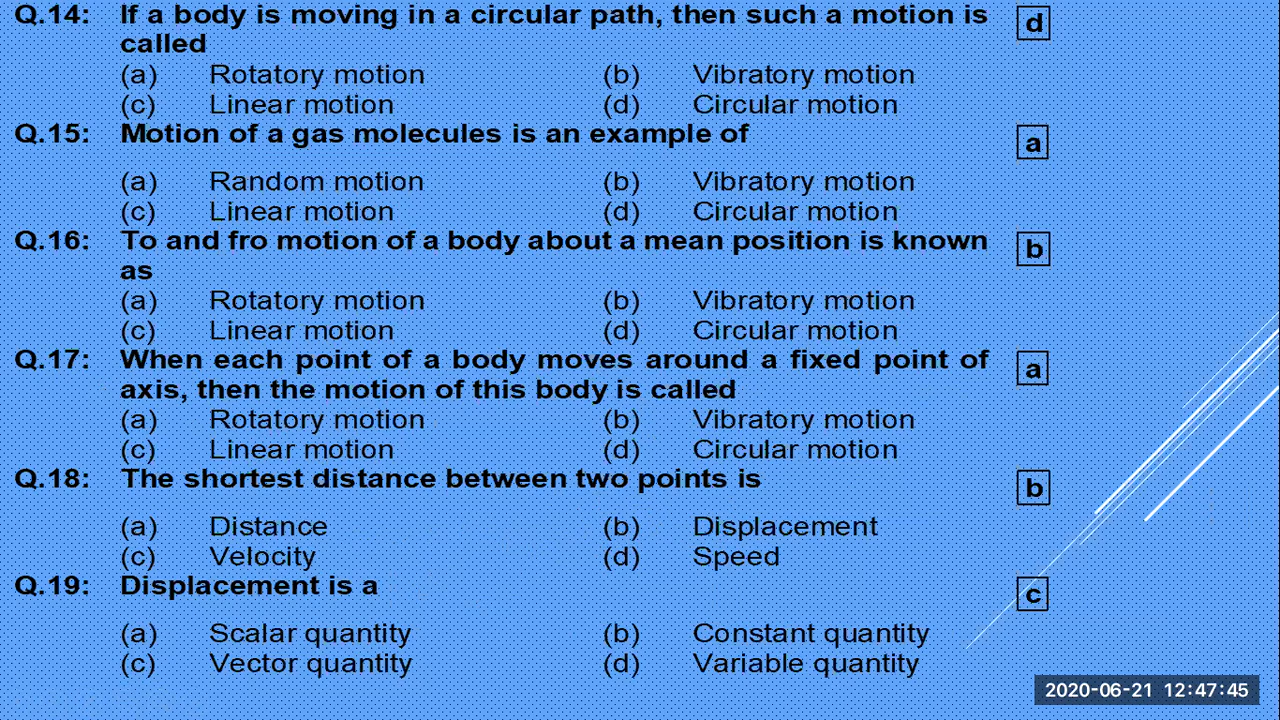 Q.14: If a body is moving in a circular path, then such a motion is d
called
(a) Rotatory motion (b) Vibratory motion
(c) Linear motion (d) Circular motion
Q.15: Motion of a gas molecules is an example of a
(a) Random motion (b) Vibratory motion
(c) Linear motion (d) Circular motion
Q.16: To and fro motion of a body about a mean position is known b
as
(a) Rotatory motion (b) Vibratory motion
(c) Linear motion (d) Circular motion
Q.17: When each point of a body moves around a fixed point of a
axis, then the motion of this body is called
(a) Rotatory motion (b) Vibratory motion
(c) Linear motion (d) Circular motion
Q.18: The shortest distance between two points is b
(a) Distance (b) Displacement
(c) Velocity (d) Speed
Q.19: Displacement is a c
(a) Scalar quantity (b) Constant quantity
(c) Vector quantity (d) Variable quantity
2020-06-21 12:47:45